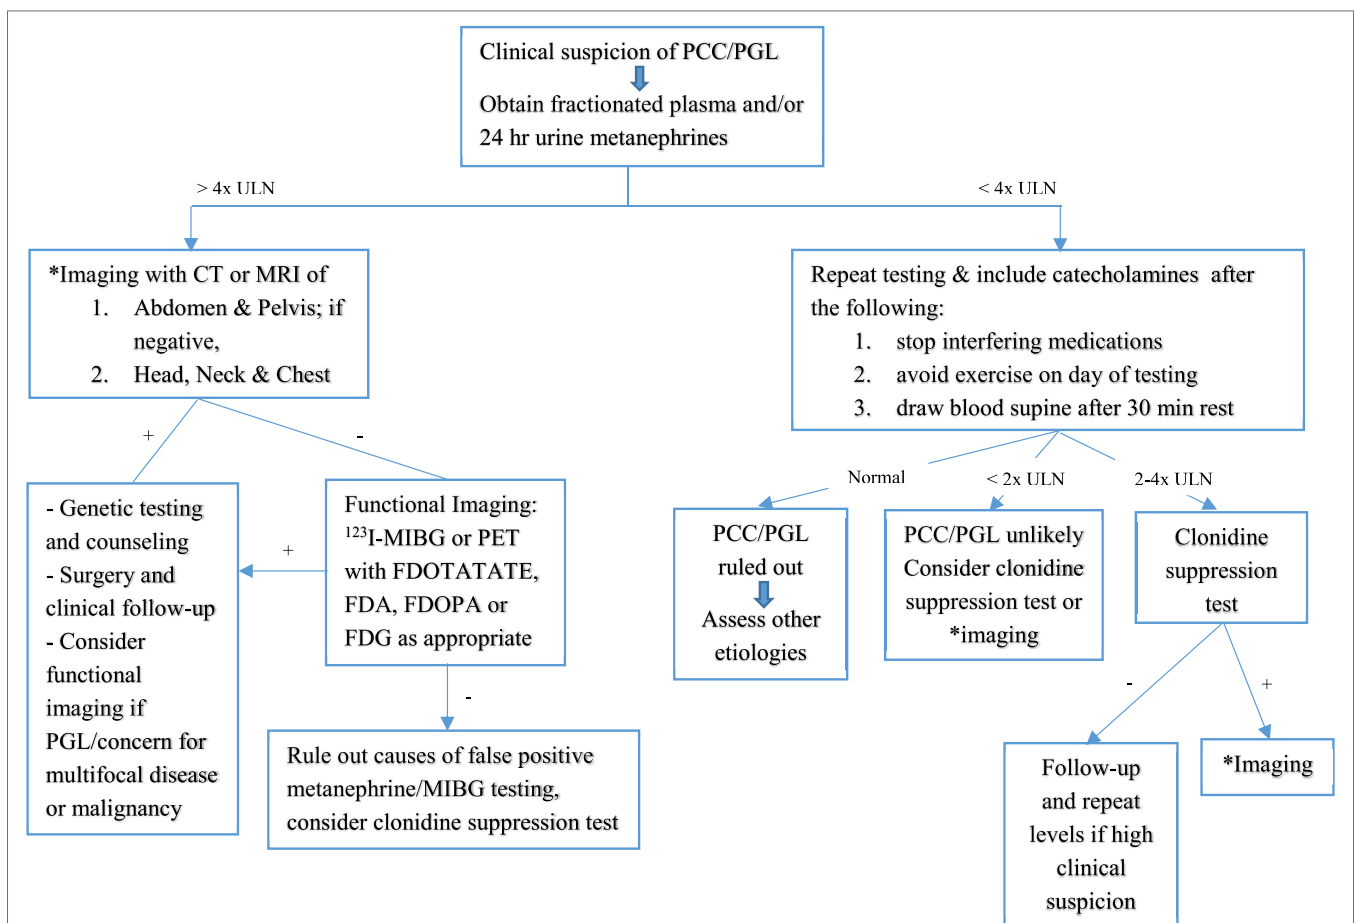 Clinical suspicion of PCC/PGL
Obtain fractionated plasma and/or
24 hr urine metanephrines
> 4x ULN
< 4x ULN
*Imaging with CT or MRI of
1. Abdomen & Pelvis; if
negative,
2. Head, Neck & Chest
Repeat testing & include catecholamines after
the following:
1. stop interfering medications
2. avoid exercise on day of testing
3. draw blood supine after 30 min rest
+
-
Normal
< 2x ULN
2-4x ULN
- Genetic testing
and counseling
- Surgery and
clinical follow-up
- Consider
functional
imaging if
PGL/concern for
multifocal disease
or malignancy
+
Functional Imaging:
¹²³I-MIBG or PET
with FDOTATATE,
FDA, FDOPA or
FDG as appropriate
PCC/PGL
ruled out
Assess other
etiologies
PCC/PGL unlikely
Consider clonidine
suppression test or
*imaging
Clonidine
suppression
test
-
-
+
Rule out causes of false positive
metanephrine/MIBG testing,
consider clonidine suppression test
Follow-up
and repeat
levels if high
clinical
suspicion
*Imaging